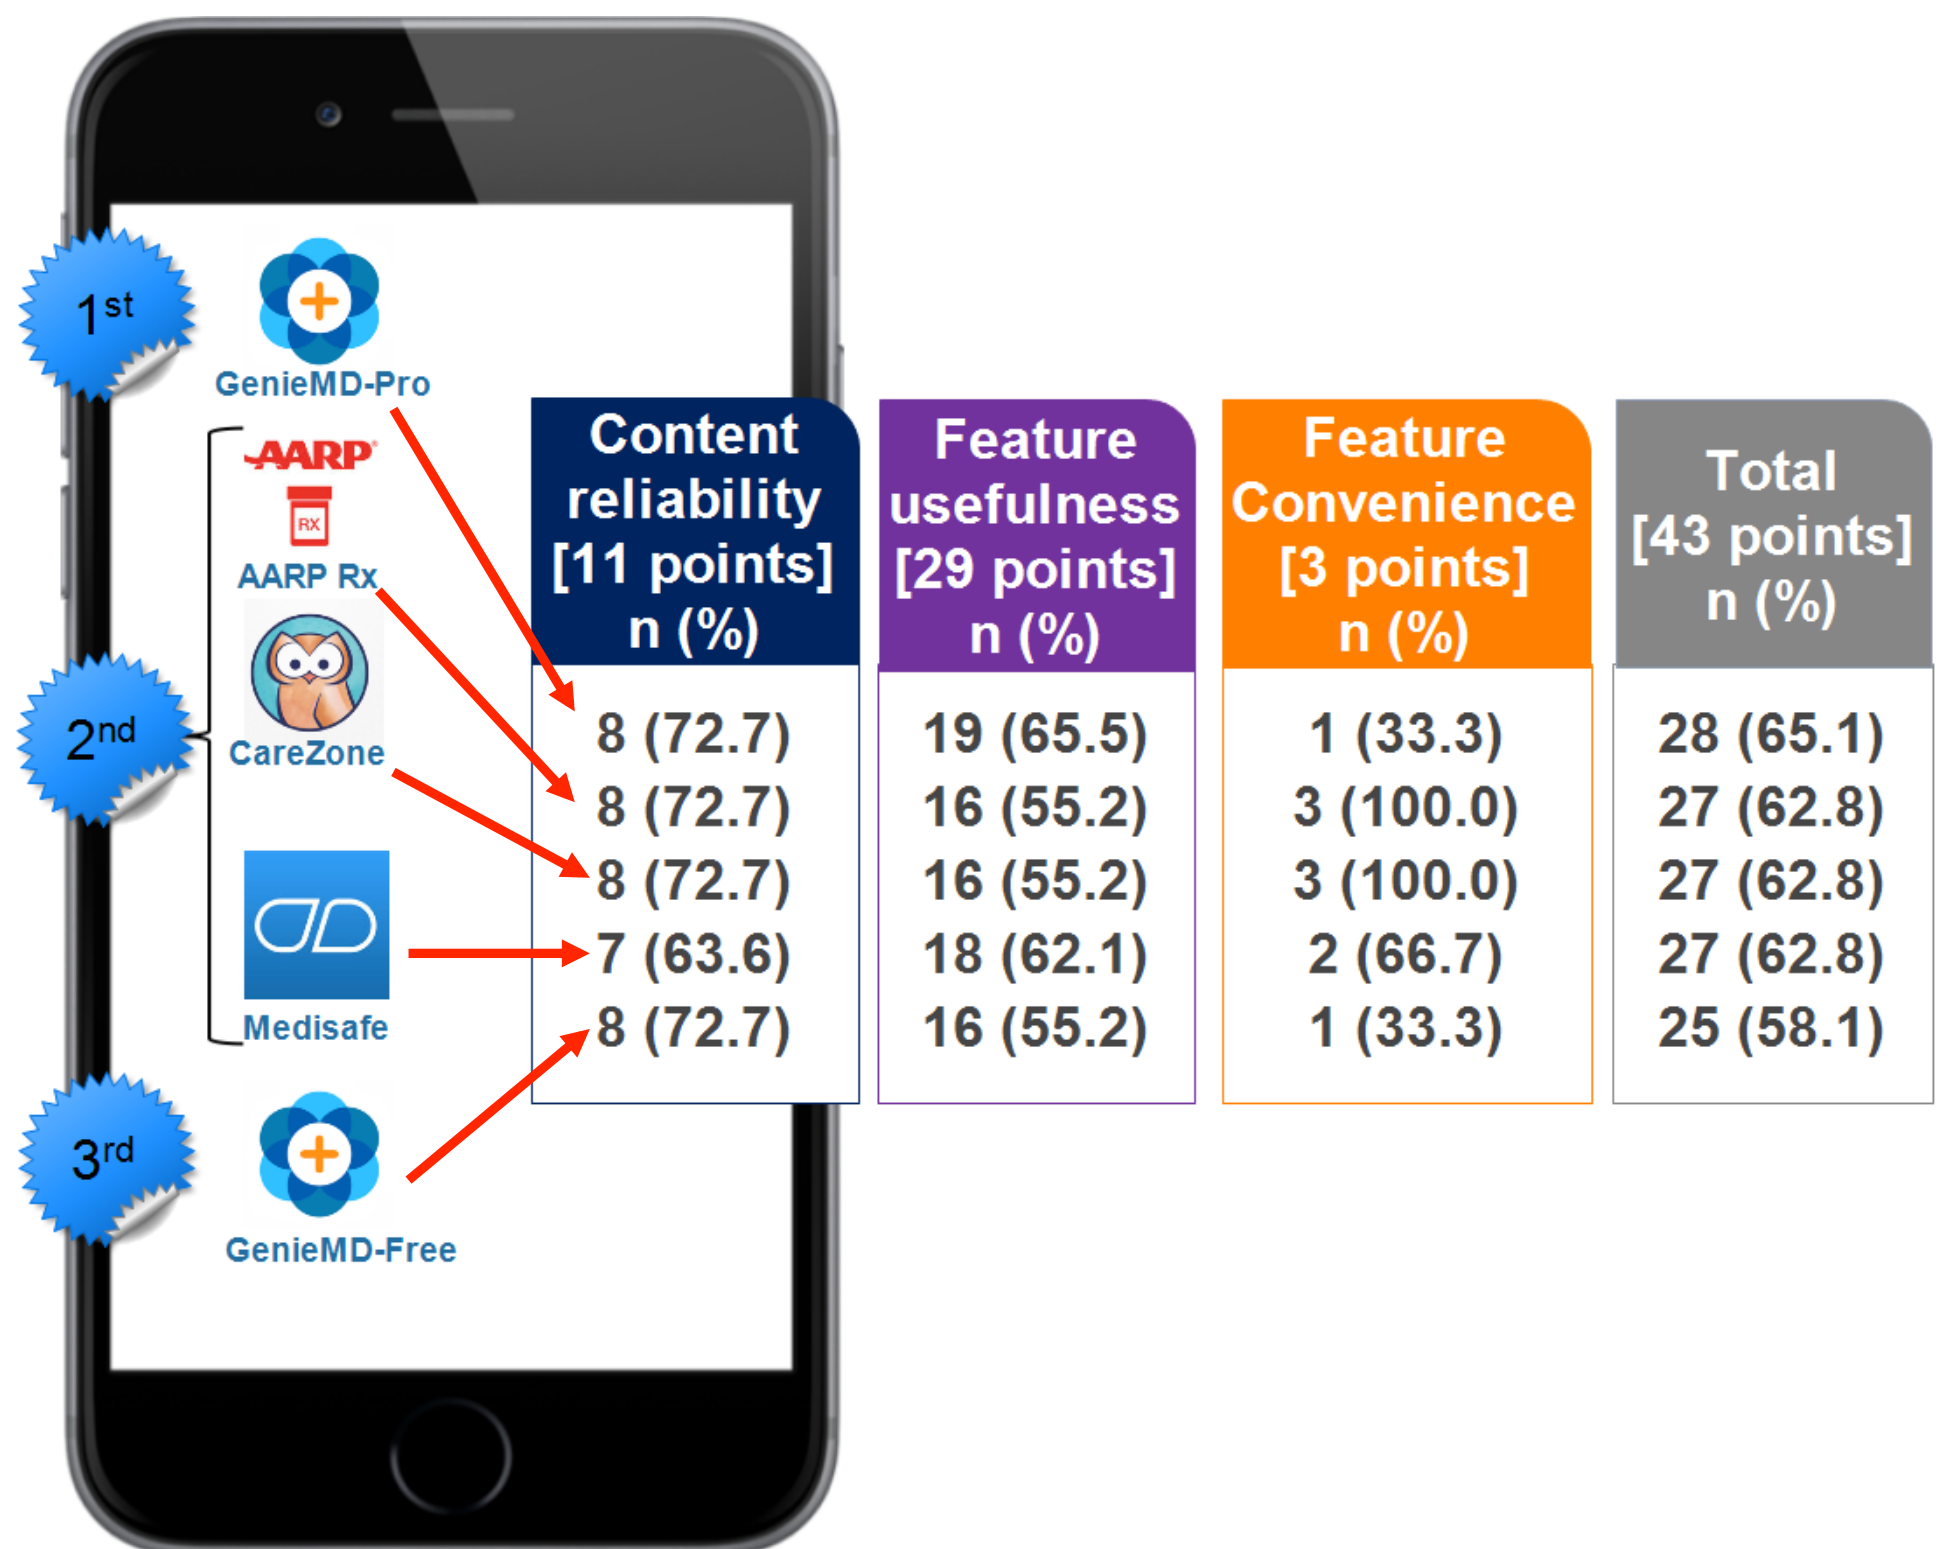 1st
GenieMD-Pro
AARP®
RX
AARP Rx
CareZone
2nd
Medisafe
3rd
GenieMD-Free
Content
reliability
[11 points]
n (%)
8 (72.7)
8 (72.7)
8 (72.7)
7 (63.6)
8 (72.7)
Feature
usefulness
[29 points]
n (%)
19 (65.5)
16 (55.2)
16 (55.2)
18 (62.1)
16 (55.2)
Feature
Convenience
[3 points]
n (%)
1 (33.3)
3 (100.0)
3 (100.0)
2 (66.7)
1 (33.3)
Total
[43 points]
n (%)
28 (65.1)
27 (62.8)
27 (62.8)
27 (62.8)
25 (58.1)